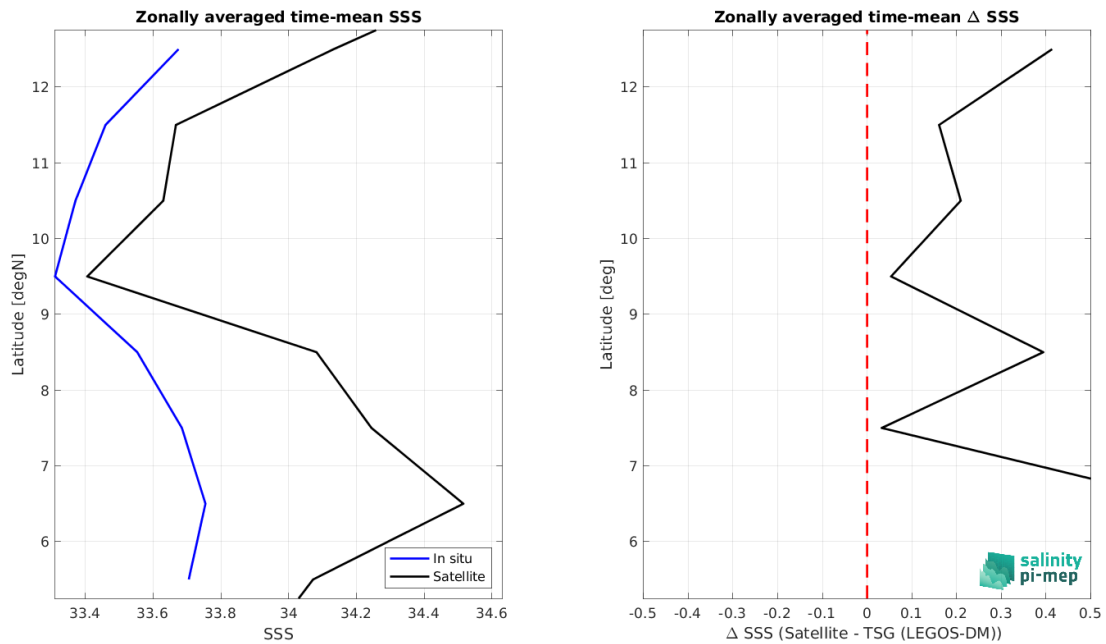 Zonally averaged time-mean SSS
Latitude [degN]
12
11
10
9
8
7
6
33.4 33.6 33.8 34 34.2 34.4 34.6
SSS
In situ
Satellite
Zonally averaged time-mean Δ SSS
Latitude [deg]
12
11
10
9
8
7
6
-0.5 -0.4 -0.3 -0.2 -0.1 0 0.1 0.2 0.3 0.4 0.5
Δ SSS (Satellite - TSG (LEGOS-DM))
salinity
pi-mep